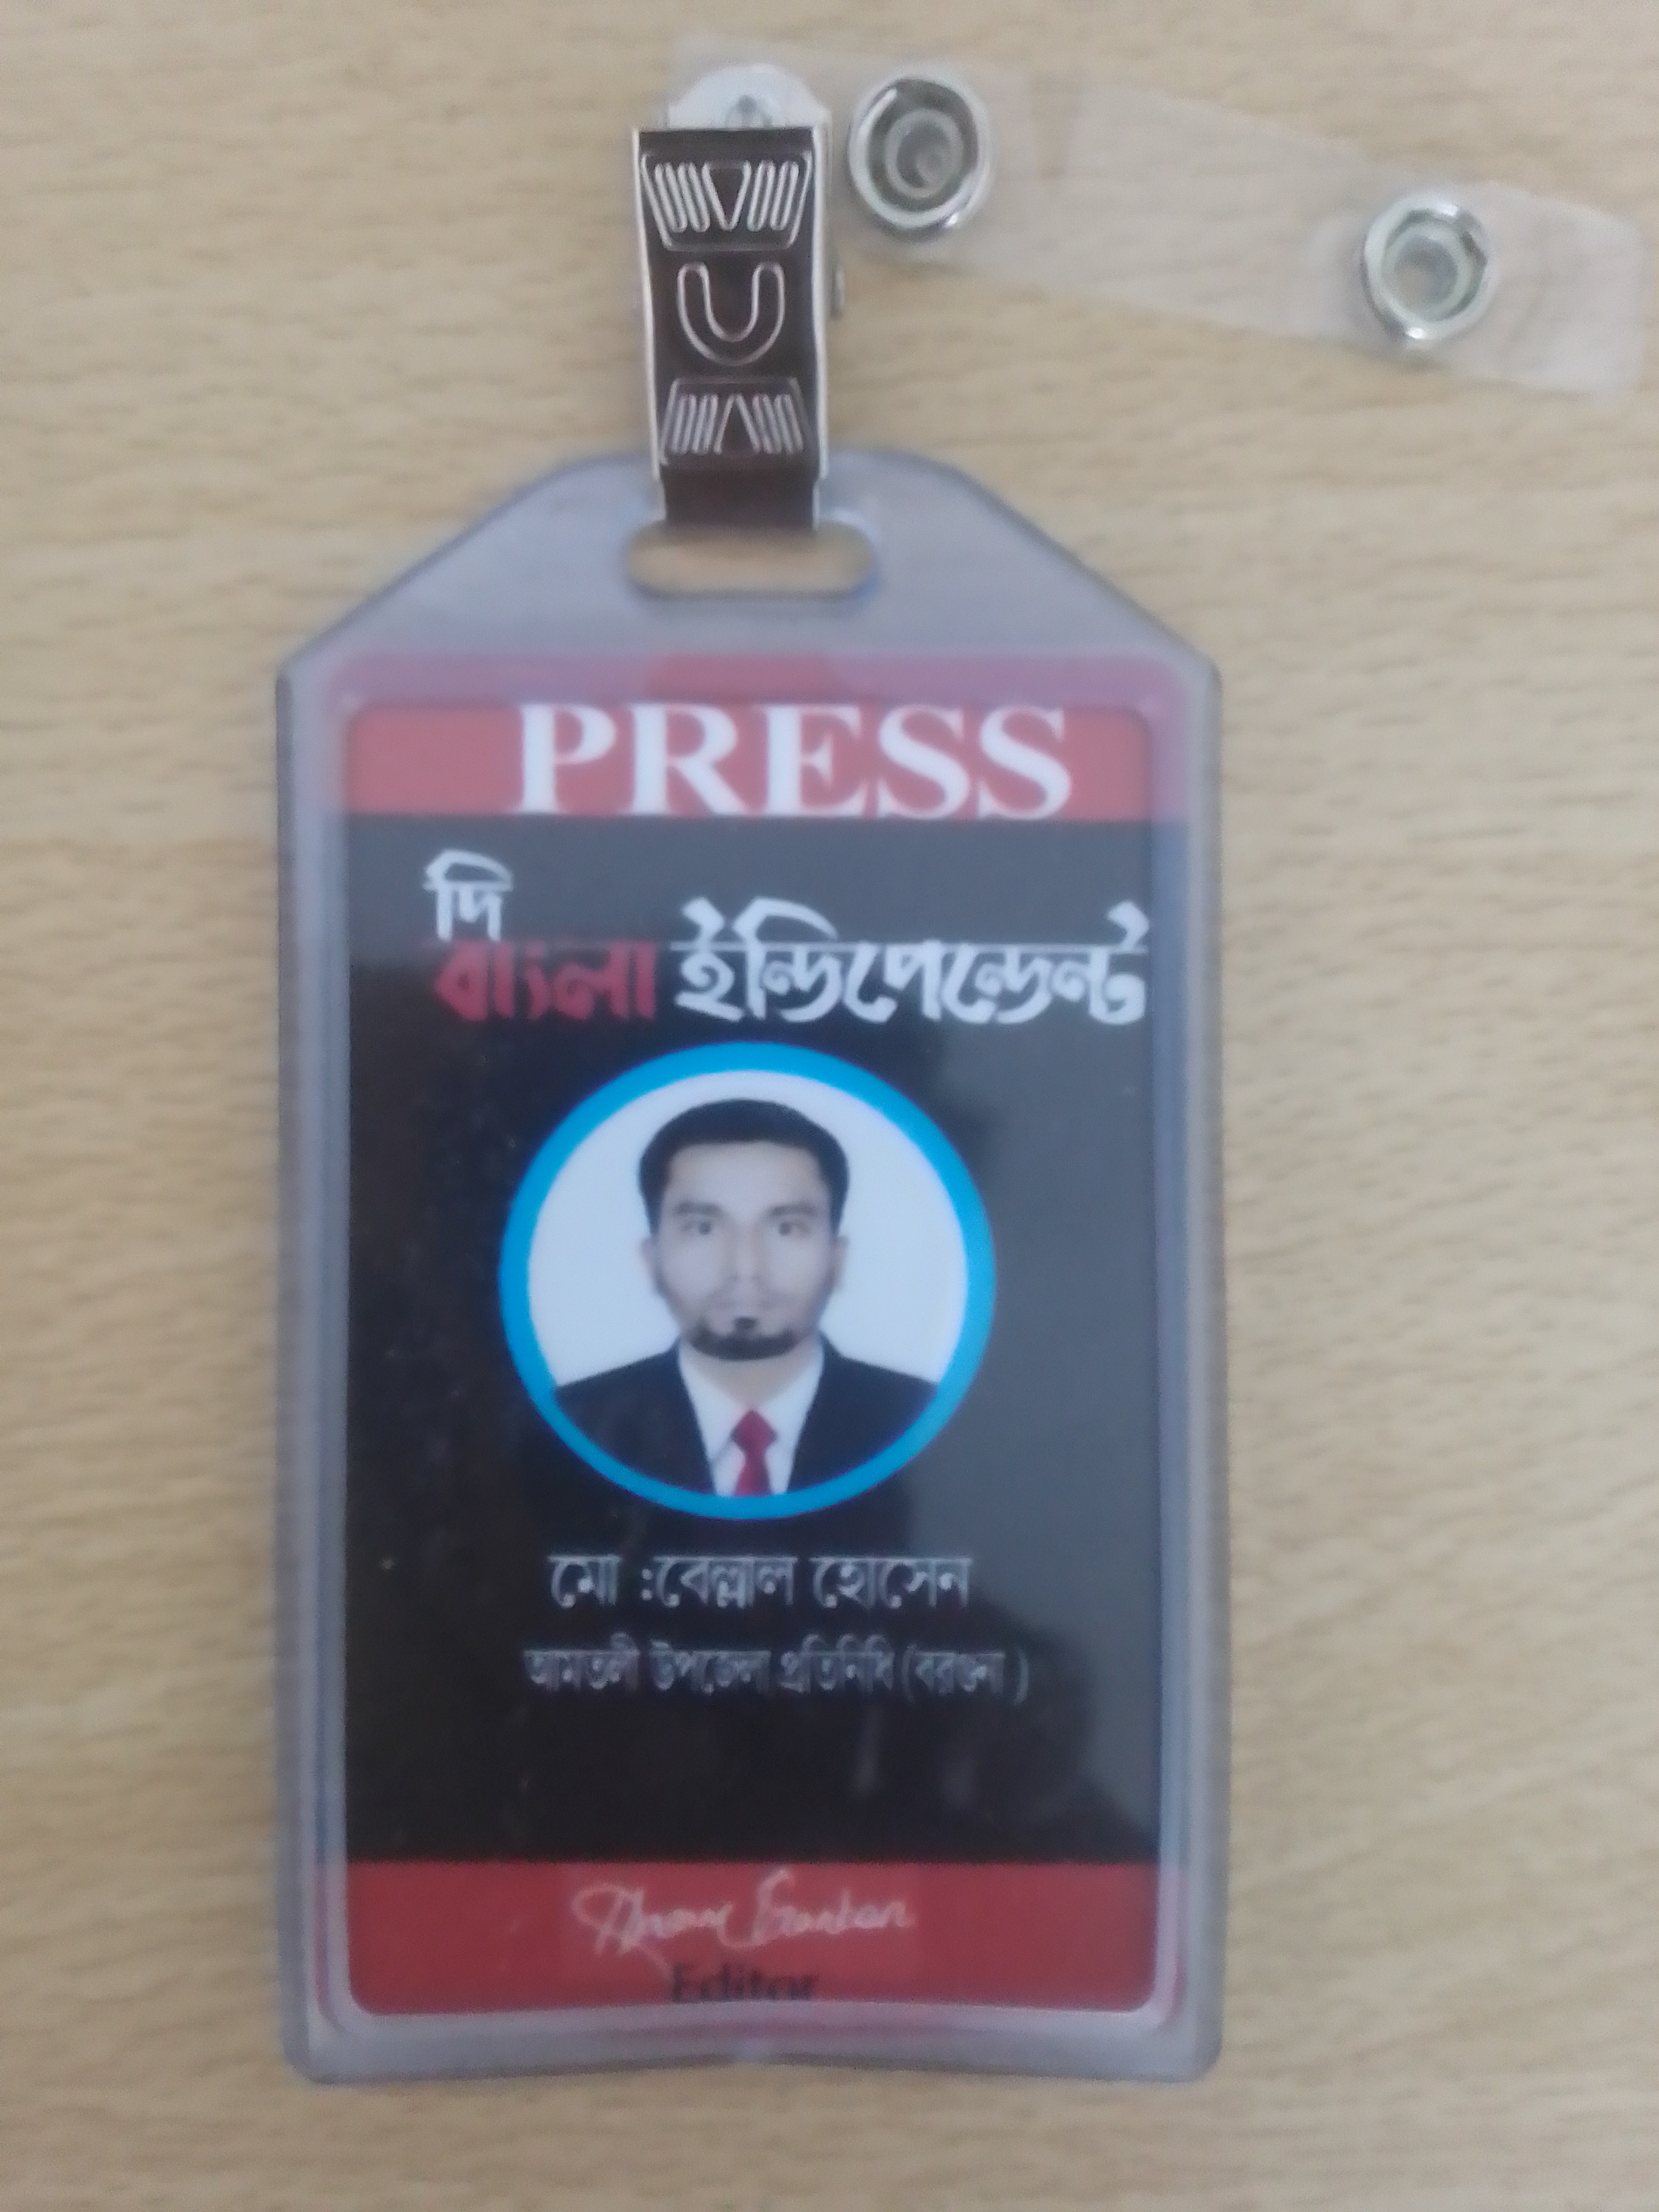 PRESS
দি
বাংলা ইন্ডিপেন্ডেন্ট
মো :বেল্লাল হোসেন
আমতলী উপজেলা প্রতিনিধি (বরগুনা )
Editor